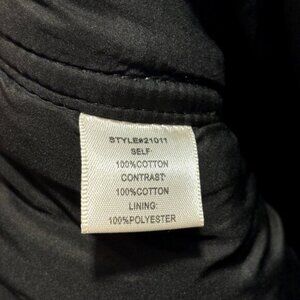 STYLE#21011
SELF:
100%COTTON
CONTRAST:
100%COTTON
LINING:
100%POLYESTER